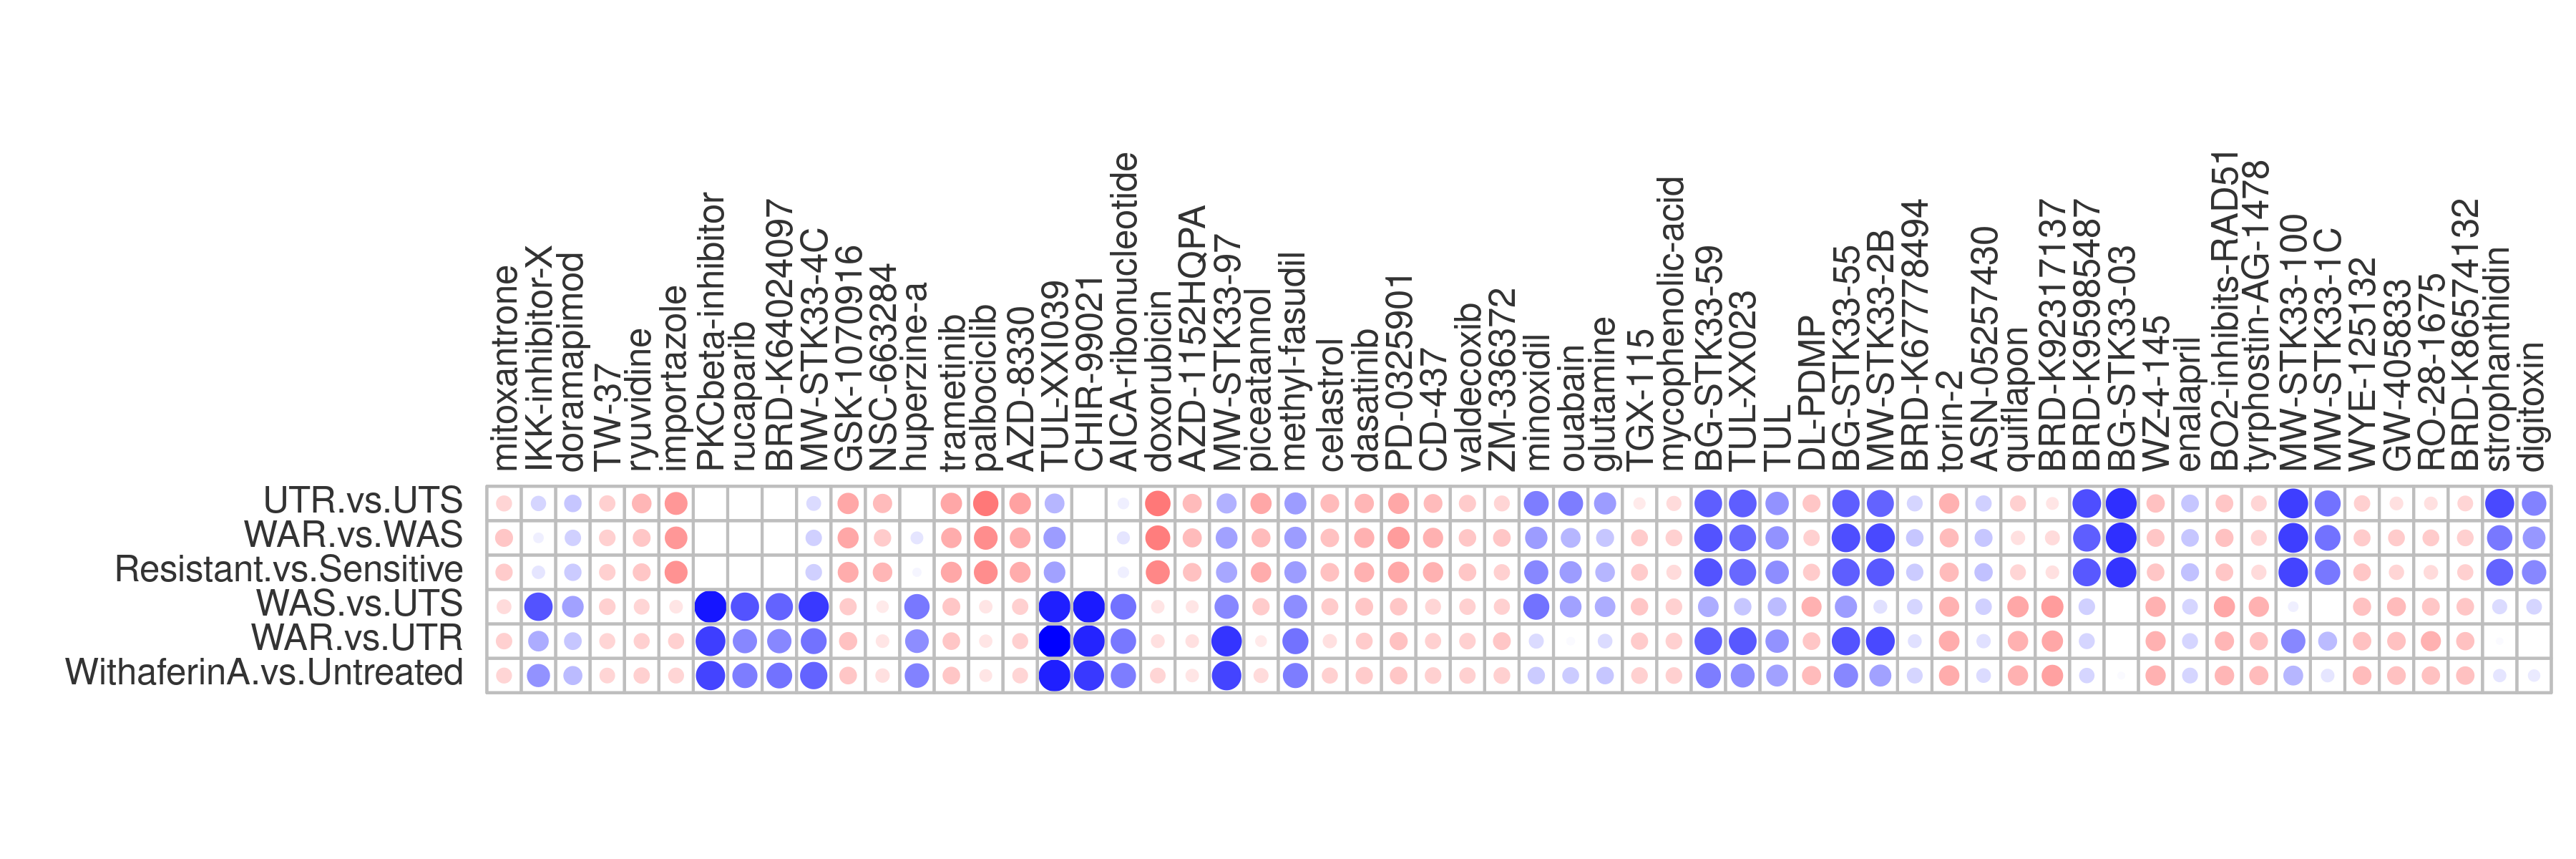 mitoxantrone
IKK-inhibitor-X
doramapimod
TW-37
ryuvidine
importazole
PKCbeta-inhibitor
rucaparib
BRD-K64024097
MW-STK33-4C
GSK-1070916
NSC-663284
huperzine-a
trametinib
palbociclib
AZD-8330
TUL-XXI039
CHIR-99021
AICA-ribonucleotide
doxorubicin
AZD-1152HQPA
MW-STK33-97
piceatannol
methyl-fasudil
celastrol
dasatinib
PD-0325901
CD-437
valdecoxib
ZM-336372
minoxidil
ouabain
glutamine
TGX-115
mycophenolic-acid
BG-STK33-59
TUL-XX023
TUL
DL-PDMP
BG-STK33-55
MW-STK33-2B
BRD-K67778494
torin-2
ASN-05257430
quiflapon
BRD-K92317137
BRD-K95985487
BG-STK33-03
WZ-4-145
enalapril
BO2-inhibits-RAD51
tyrphostin-AG-1478
MW-STK33-100
MW-STK33-1C
WYE-125132
GW-405833
RO-28-1675
BRD-K86574132
strophanthidin
digitoxin
UTR.vs.UTS
WAR.vs.WAS
Resistant.vs.Sensitive
WAS.vs.UTS
WAR.vs.UTR
WithaferinA.vs.Untreated